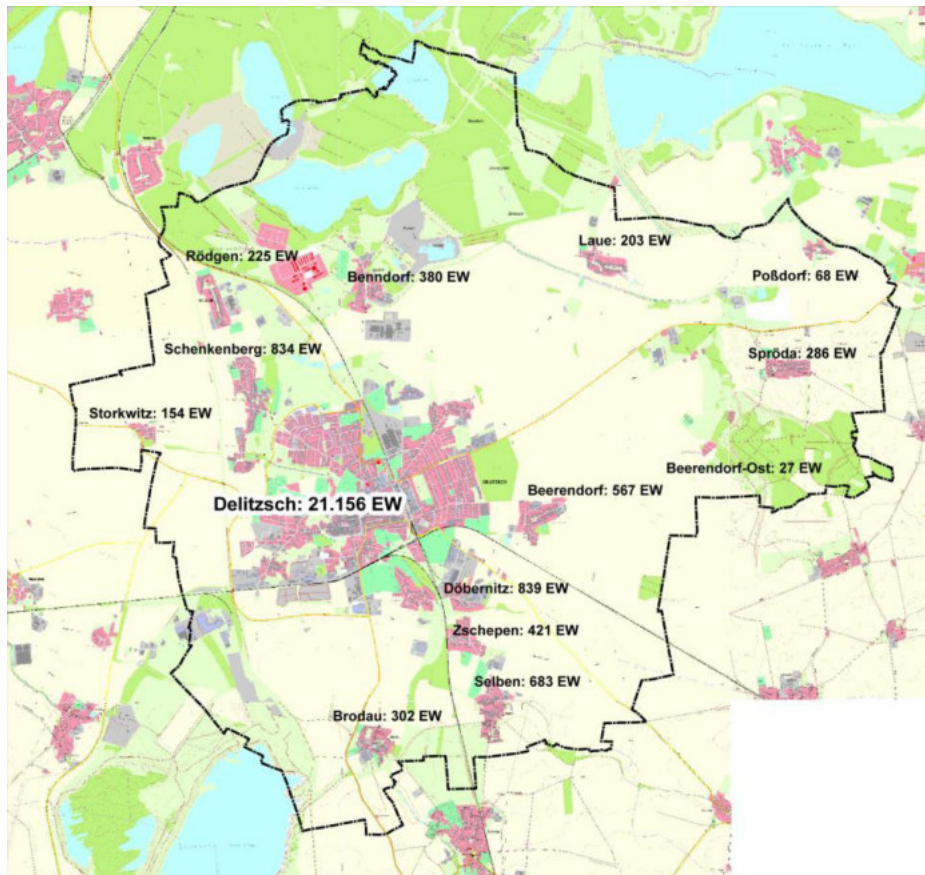 Laue: 203 EW
Rödgen: 225 EW
Benndorf: 380 EW
Poßdorf: 68 EW
Schenkenberg: 834 EW
Spröda: 286 EW
Storkwitz: 154 EW
Beerendorf-Ost: 27 EW
Delitzsch: 21.156 EW
Beerendorf: 567 EW
Döbernitz: 839 EW
Zschepen: 421 EW
Selben: 683 EW
Brodau: 302 EW